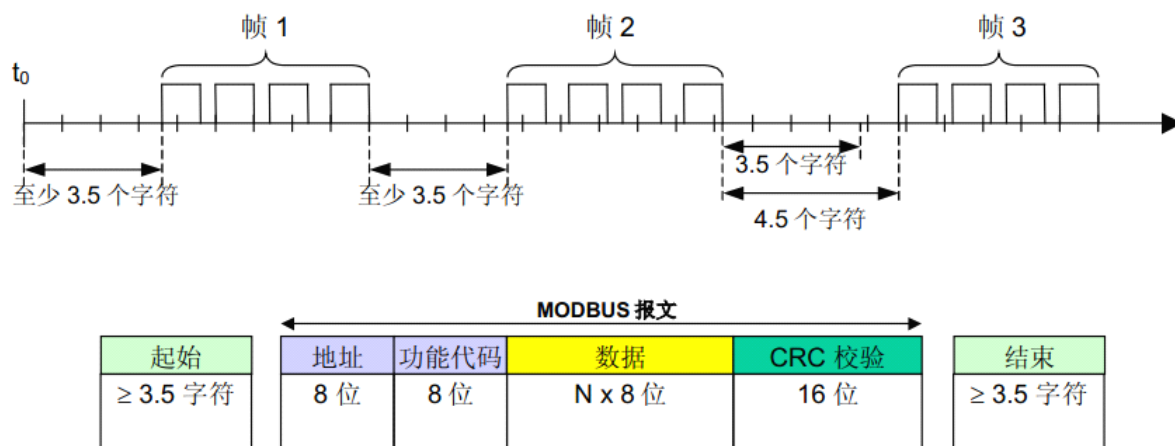 帧 1
帧 2
帧 3
t0
至少 3.5 个字符
至少 3.5 个字符
3.5 个字符
4.5 个字符
MODBUS 报文
起始
地址
功能代码
数据
CRC 校验
结束
≥ 3.5 字符
8 位
8 位
N x 8 位
16 位
≥ 3.5 字符